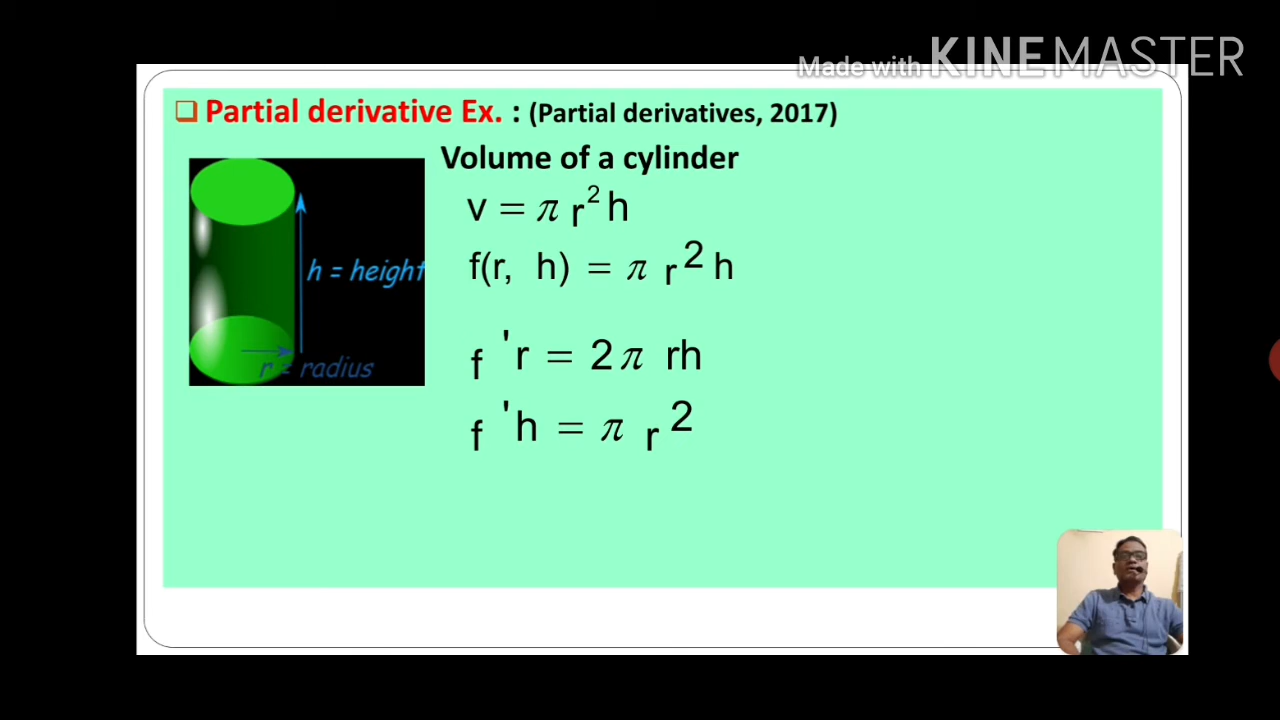 Made with KINEMASTER
❑ Partial derivative Ex. : (Partial derivatives, 2017)
Volume of a cylinder
v = π r² h
f(r, h) = π r² h
h = height
f 'r = 2π rh
r = radius
f 'h = π r²